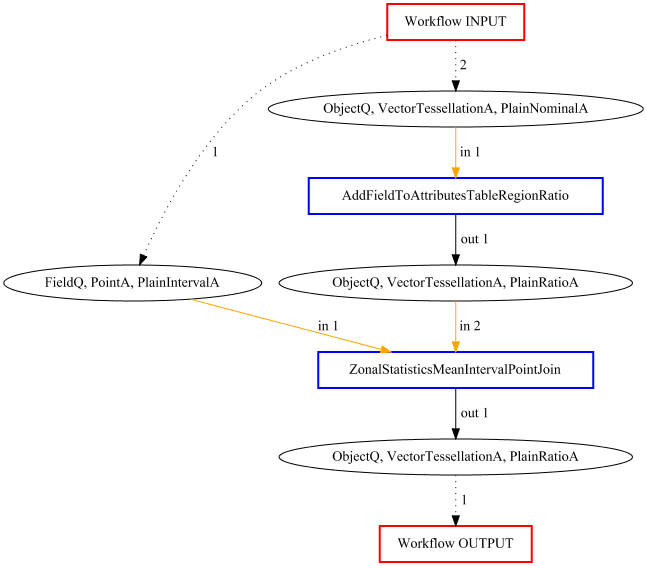 Workflow INPUT
2
ObjectQ, VectorTessellationA, PlainNominalA
1
in 1
AddFieldToAttributesTableRegionRatio
out 1
FieldQ, PointA, PlainIntervalA
ObjectQ, VectorTessellationA, PlainRatioA
in 1
in 2
ZonalStatisticsMeanIntervalPointJoin
out 1
ObjectQ, VectorTessellationA, PlainRatioA
1
Workflow OUTPUT